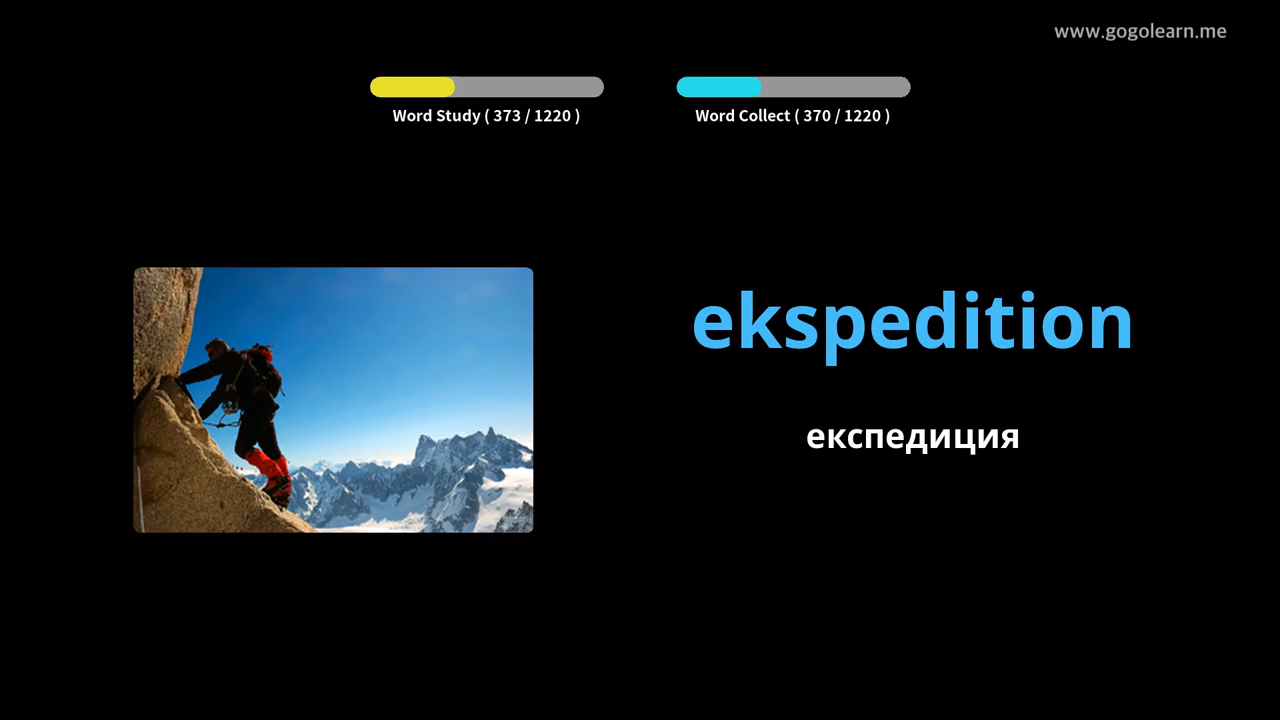 www.gogolearn.me
Word Study ( 373 / 1220 )
Word Collect ( 370 / 1220 )
ekspedition
експедиция